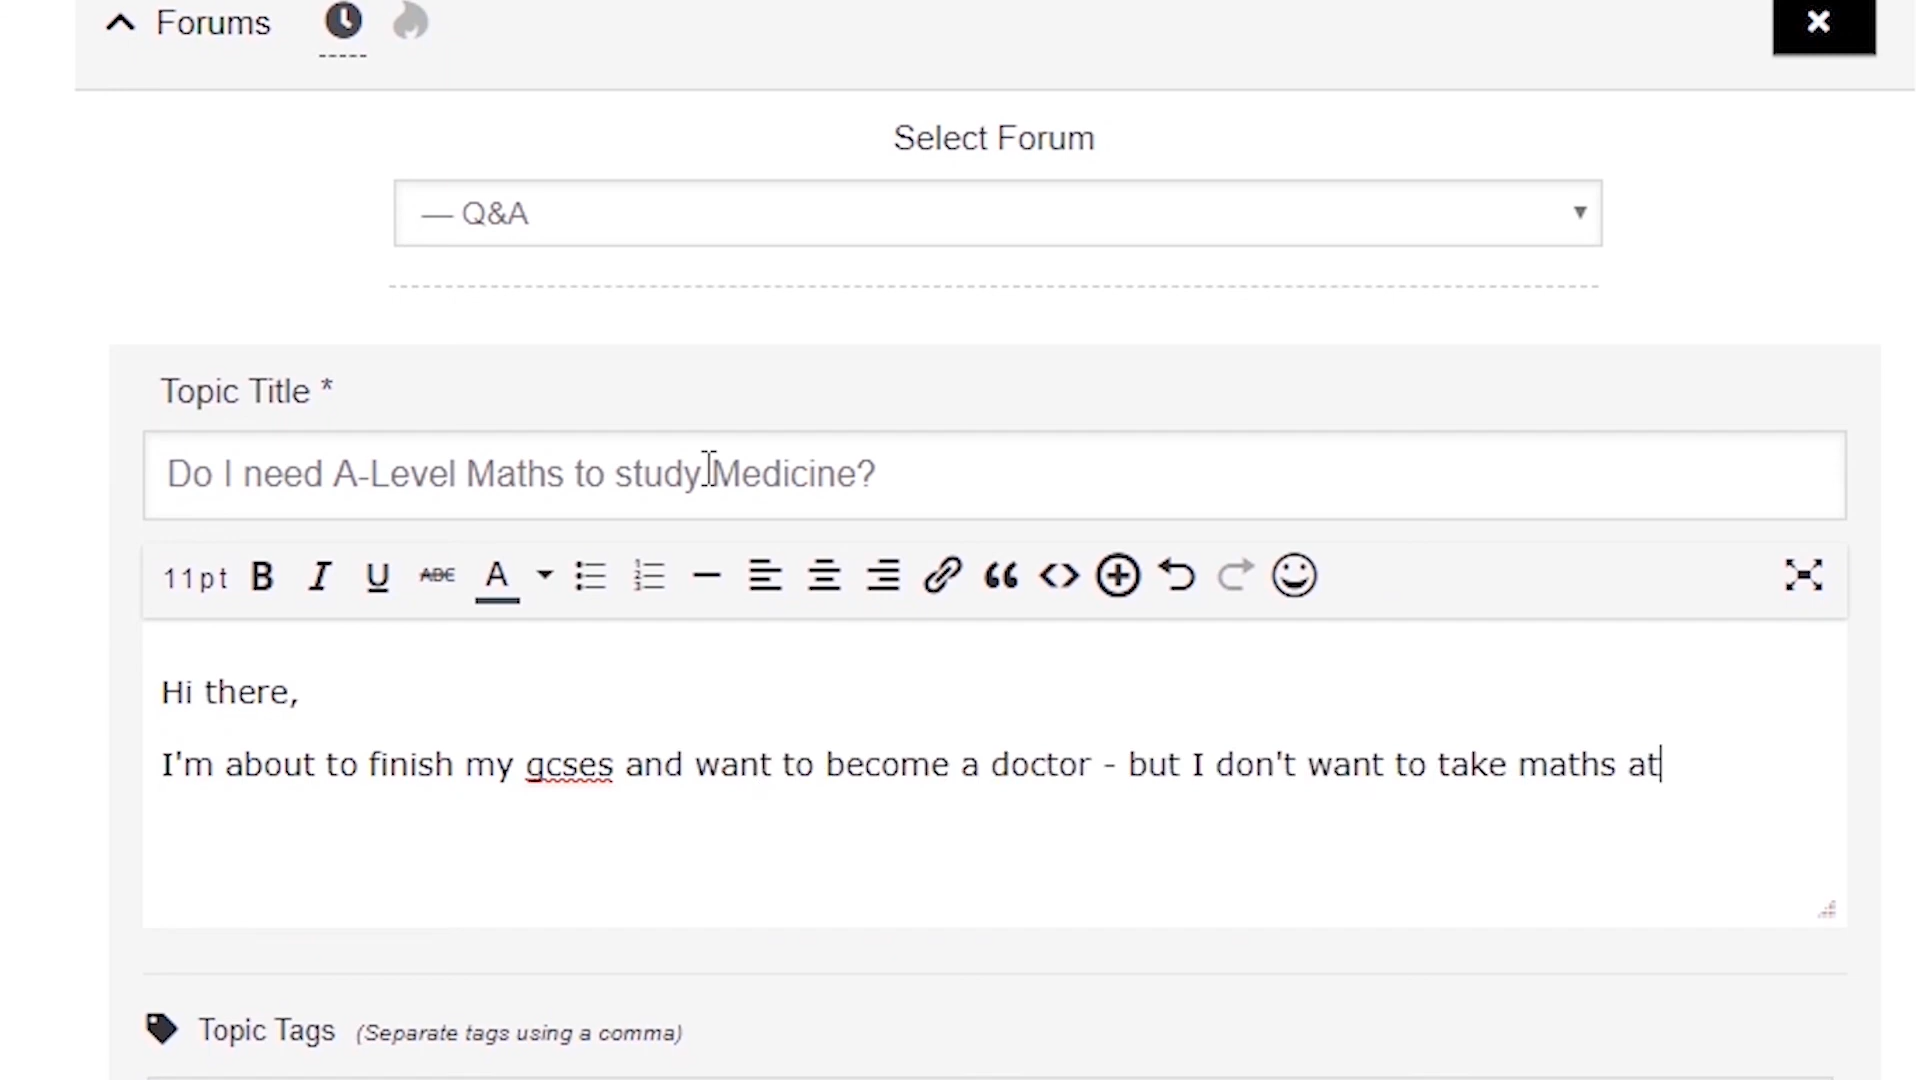 Forums
Select Forum
— Q&A
Topic Title *
Do I need A-Level Maths to study Medicine?
11pt B I U ABC A
Hi there,
I'm about to finish my gcses and want to become a doctor - but I don't want to take maths at
Topic Tags (Separate tags using a comma)